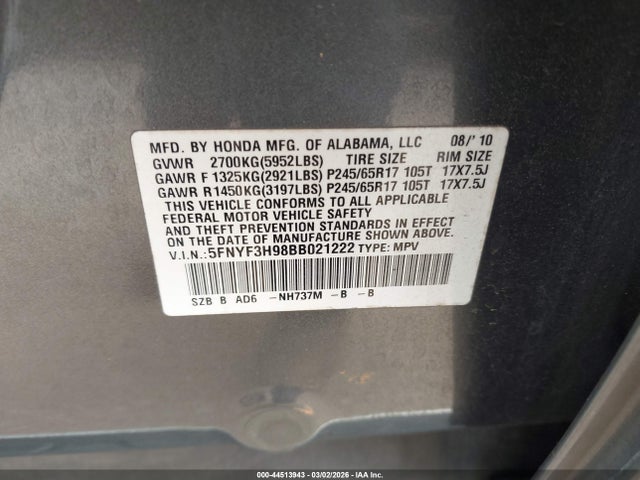 MFD. BY HONDA MFG. OF ALABAMA, LLC 08/'10
GVWR 2700KG(5952LBS) TIRE SIZE RIM SIZE
GAWR F 1325KG(2921LBS) P245/65R17 105T 17X7.5J
GAWR R 1450KG(3197LBS) P245/65R17 105T 17X7.5J
THIS VEHICLE CONFORMS TO ALL APPLICABLE
FEDERAL MOTOR VEHICLE SAFETY
AND THEFT PREVENTION STANDARDS IN EFFECT
ON THE DATE OF MANUFACTURE SHOWN ABOVE.
V.I.N.:5FNYF3H98BB021222 TYPE: MPV
SZB B AD6 -NH737M -B -B
000-44513943 | 03/02/2026 | IAA Inc.